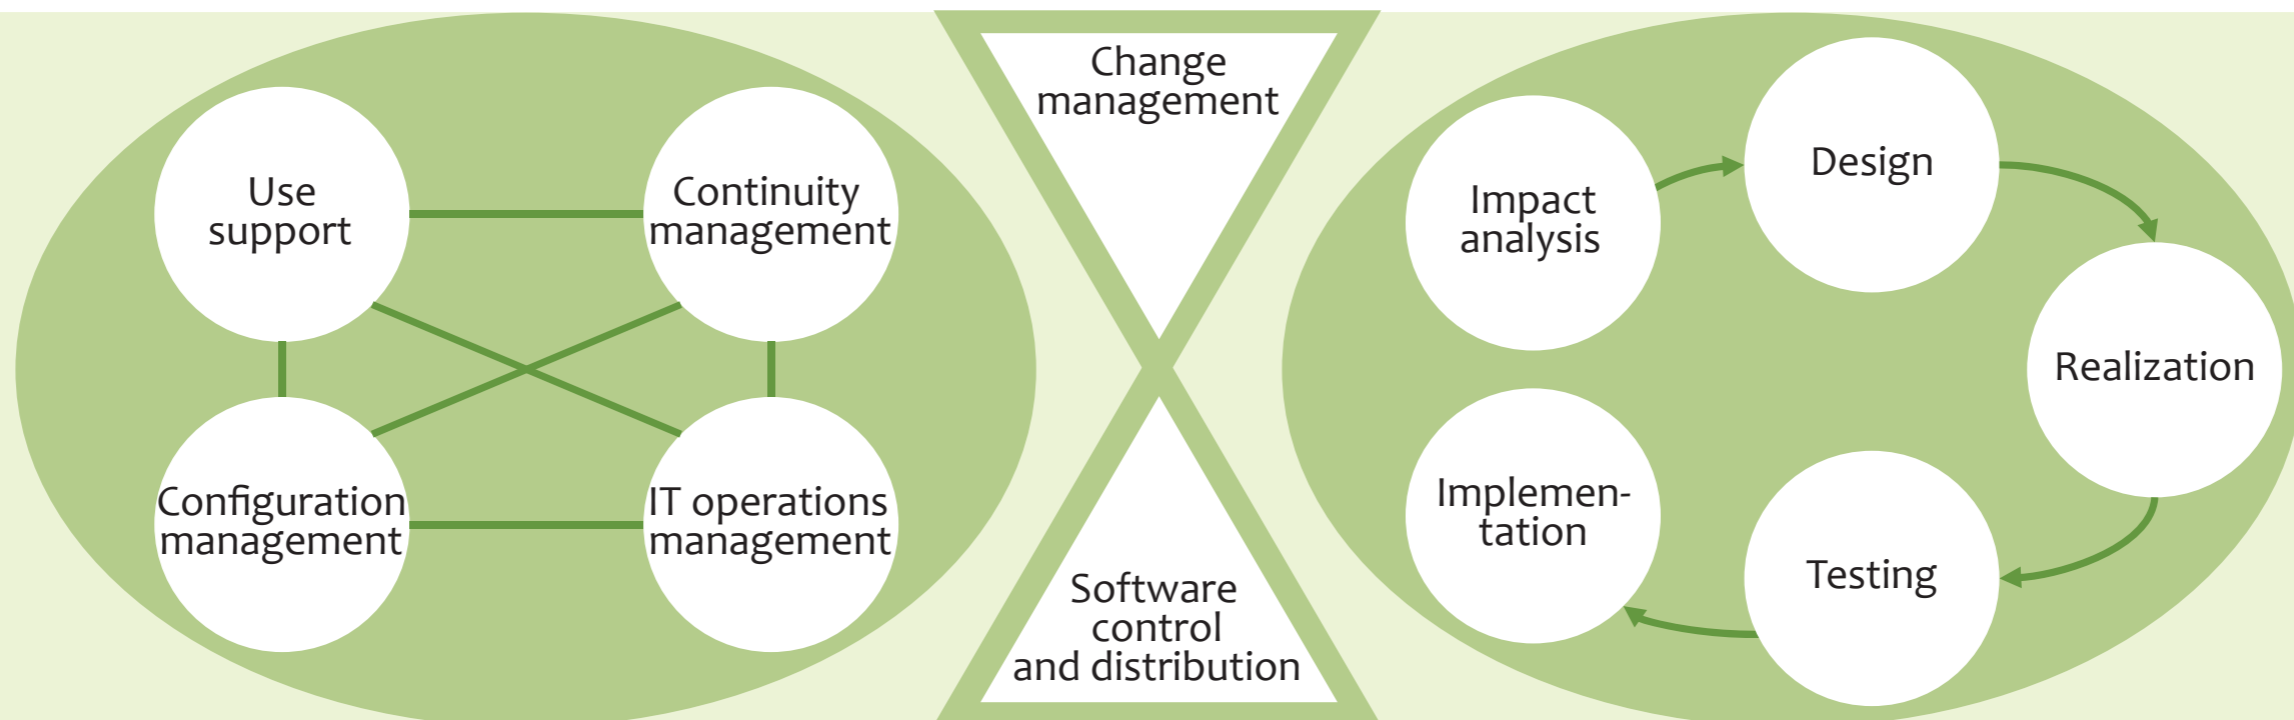 Use
support
Continuity
management
Configuration
management
IT operations
management
Change
management
Software
control
and distribution
Impact
analysis
Design
Realization
Testing
Implemen-
tation